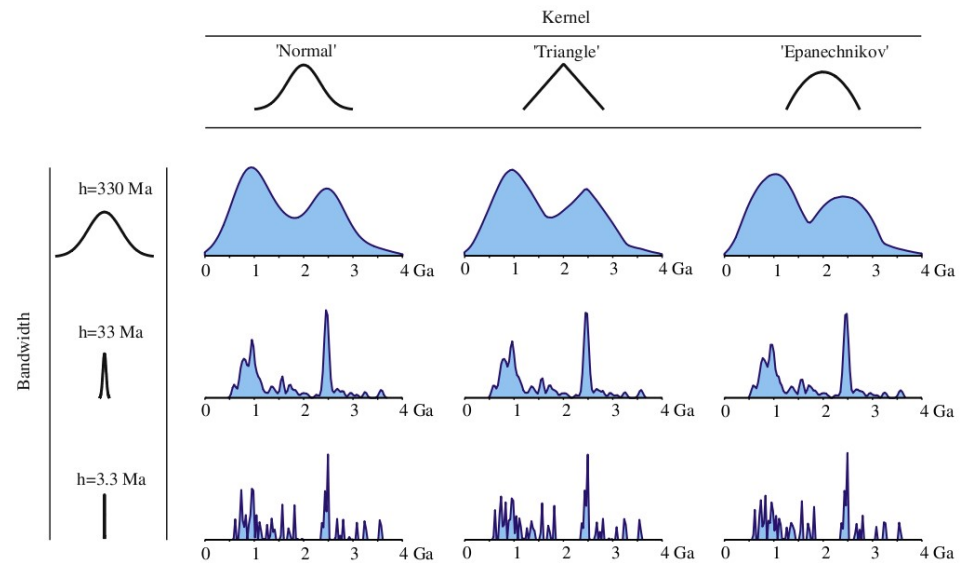 Kernel
'Normal' 'Triangle' 'Epanechnikov'
Bandwidth
h=330 Ma
0 1 2 3 4 Ga 0 1 2 3 4 Ga 0 1 2 3 4 Ga
h=33 Ma
0 1 2 3 4 Ga 0 1 2 3 4 Ga 0 1 2 3 4 Ga
h=3.3 Ma
0 1 2 3 4 Ga 0 1 2 3 4 Ga 0 1 2 3 4 Ga